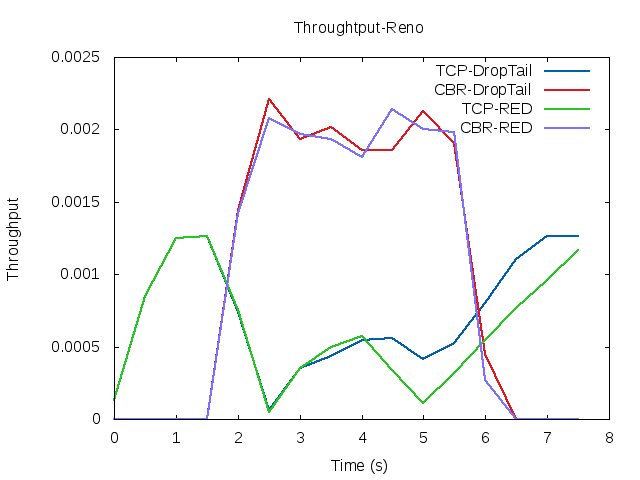 Throughtput-Reno
0.0025
0.002
0.0015
0.001
0.0005
0
Throughput
TCP-DropTail
CBR-DropTail
TCP-RED
CBR-RED
0 1 2 3 4 5 6 7 8
Time (s)